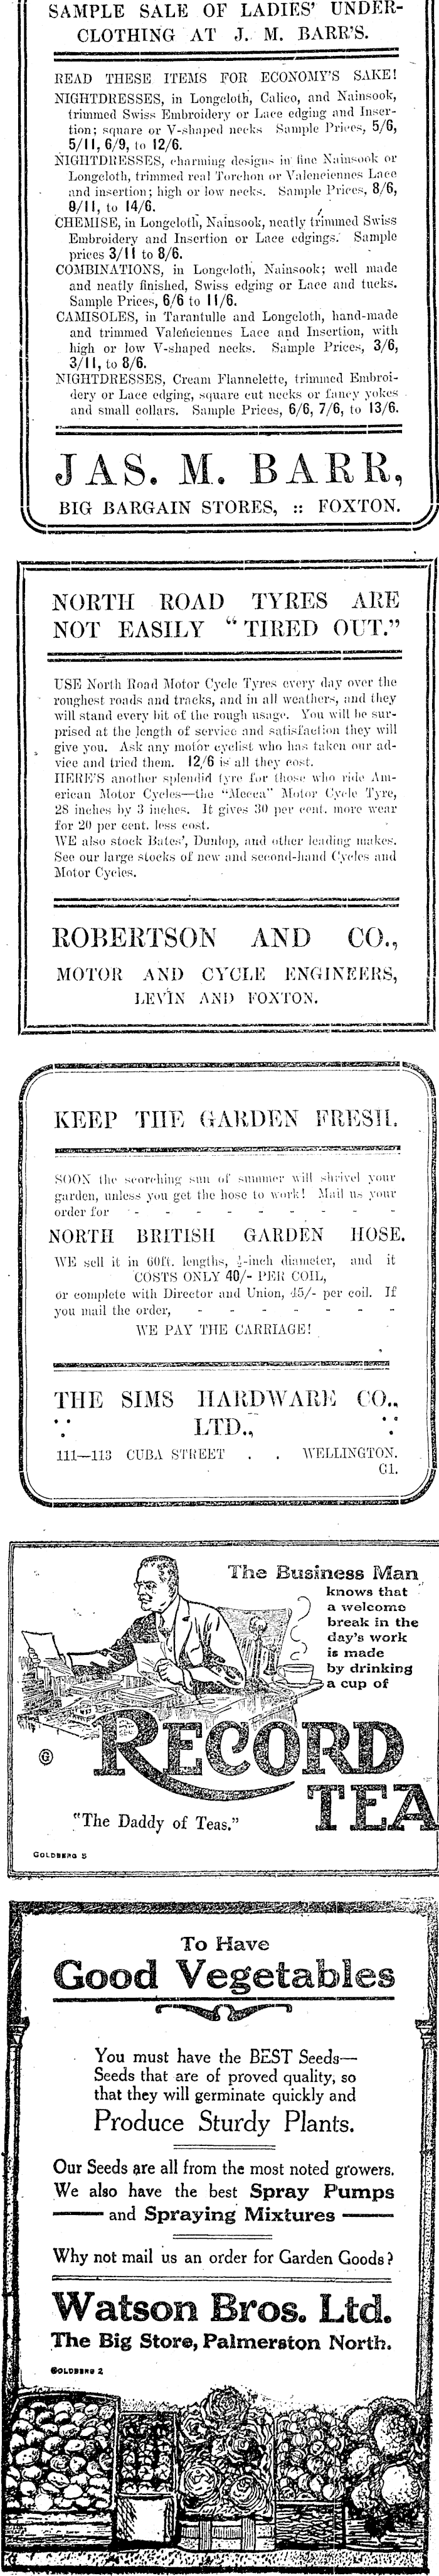 SAMPLE SALE OF LADIES' UNDER-
CLOTHING AT J. M. BARR'S.
READ THESE ITEMS FOR ECONOMY'S SAKE!
NIGHTDRESSES, in Longcloth, Calico, and Nainsook,
trimmed Swiss Embroidery or Lace edging and Inser-
tion; square or V-shaped necks Sample Prices, 5/6,
5/11, 6/9, to 12/6.
NIGHTDRESSES, charming designs in fine Nainsook or
Longcloth, trimmed real Torchon or Valenciennes Lace
and insertion; high or low necks. Sample Prices, 8/6,
9/11, to 14/6.
CHEMISE, in Longcloth, Nainsook, neatly trimmed Swiss
Embroidery and Insertion or Lace edgings. Sample
prices 3/11 to 8/6.
COMBINATIONS, in Longcloth, Nainsook; well made
and neatly finished, Swiss edging or Lace and tucks.
Sample Prices, 6/6 to 11/6.
CAMISOLES, in Tarantulle and Longcloth, hand-made
and trimmed Valenciennes Lace and Insertion, with
high or low V-shaped necks. Sample Prices, 3/6,
3/11, to 8/6.
NIGHTDRESSES, Cream Flannelette, trimmed Embroi-
dery or Lace edging, square cut necks or fancy yokes
and small collars. Sample Prices, 6/6, 7/6, to 13/6.
JAS. M. BARR,
BIG BARGAIN STORES, :: FOXTON.
NORTH ROAD TYRES ARE
NOT EASILY "TIRED OUT."
USE North Road Motor Cycle Tyres every day over the
roughest roads and tracks, and in all weathers, and they
will stand every bit of the rough usage. You will be sur-
prised at the length of service and satisfaction they will
give you. Ask any motor cyclist who has taken our ad-
vice and tried them. 12/6 is all they cost.
HERE'S another splendid tyre for those who ride Am-
erican Motor Cycles—the "Mecca" Motor Cycle Tyre,
28 inches by 3 inches. It gives 30 per cent. more wear
for 20 per cent. less cost.
WE also stock Bates', Dunlop, and other leading makes.
See our large stocks of new and second-hand Cycles and
Motor Cycles.
ROBERTSON AND CO.,
MOTOR AND CYCLE ENGINEERS,
LEVIN AND FOXTON.
KEEP THE GARDEN FRESH.
SOON the scorching sun of summer will shrivel your
garden, unless you get the hose to work! Mail us your
order for - - - - - - - - -
NORTH BRITISH GARDEN HOSE.
WE sell it in 60ft. lengths, ½-inch diameter, and it
COSTS ONLY 40/- PER COIL,
or complete with Director and Union, 45/- per coil. If
you mail the order, - - - - - - -
WE PAY THE CARRIAGE!
THE SIMS HARDWARE CO.,
LTD.,
111—113 CUBA STREET . . WELLINGTON.
G1.
The Business Man
knows that
a welcome
break in the
day's work
is made
by drinking
a cup of
RECORD
TEA
"The Daddy of Teas."
G
GOLDBERG 5
To Have
Good Vegetables
You must have the BEST Seeds—
Seeds that are of proved quality, so
that they will germinate quickly and
Produce Sturdy Plants.
Our Seeds are all from the most noted growers.
We also have the best Spray Pumps
and Spraying Mixtures
Why not mail us an order for Garden Goods?
Watson Bros. Ltd.
The Big Store, Palmerston North.
GOLDBERG 2